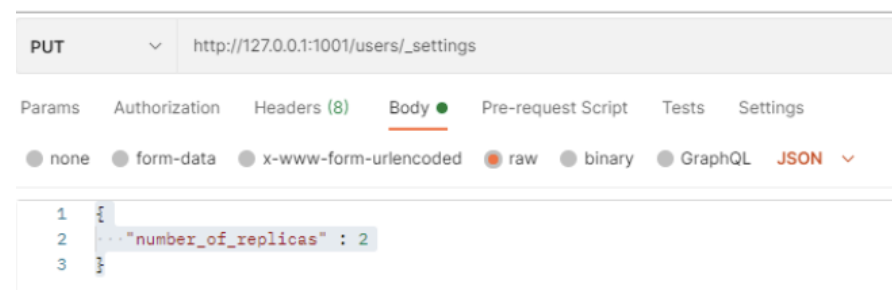 PUT http://127.0.0.1:1001/users/_settings
Params Authorization Headers (8) Body Pre-request Script Tests Settings
none form-data x-www-form-urlencoded raw binary GraphQL JSON
1 {
2 ···"number_of_replicas" : 2
3 }